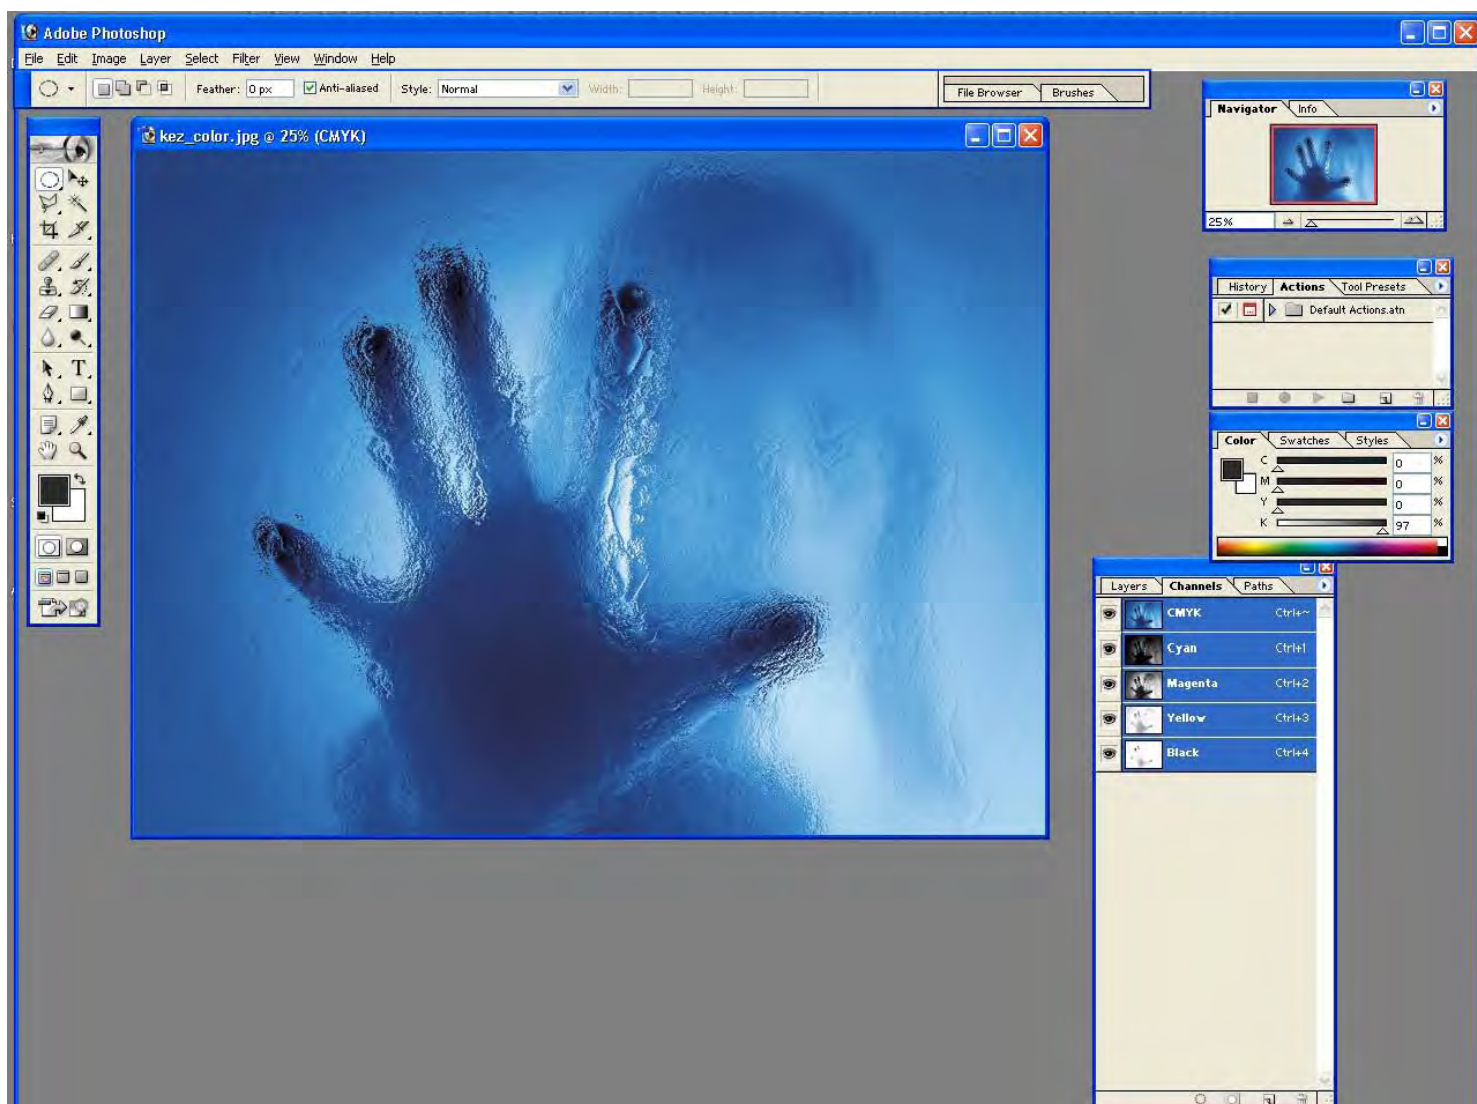 Adobe Photoshop
File Edit Image Layer Select Filter View Window Help
Feather: 0 px Anti-aliased Style: Normal Width: Height: File Browser Brushes
kez_color.jpg @ 25% (CMYK)
Navigator Info
25%
History Actions Tool Presets
Default Actions.atn
Color Swatches Styles
C 0 %
M 0 %
Y 0 %
K 97 %
Layers Channels Paths
CMYK Ctrl+~
Cyan Ctrl+1
Magenta Ctrl+2
Yellow Ctrl+3
Black Ctrl+4